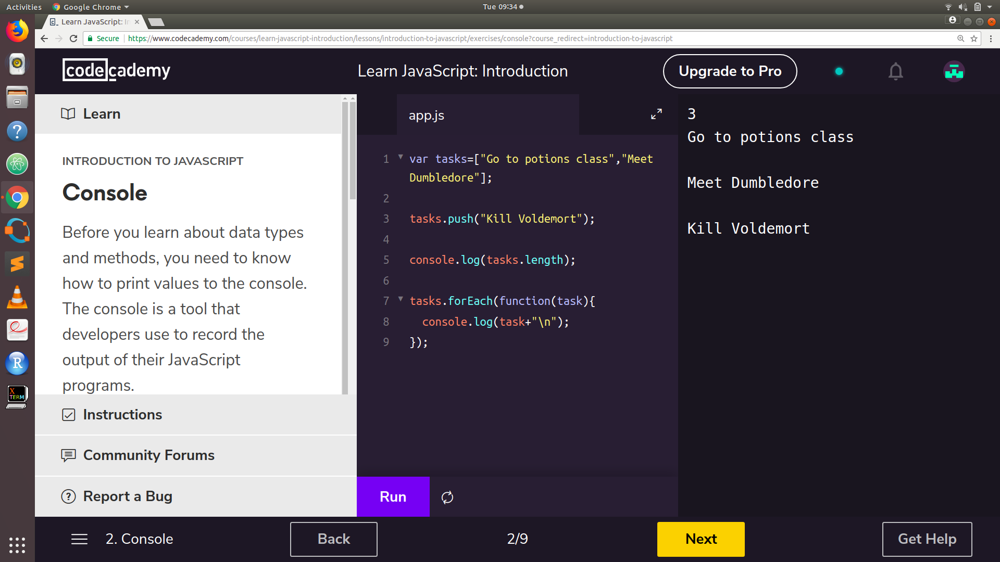 Activities
Google Chrome
Tue 09:34
Learn JavaScript: In
Secure
https://www.codecademy.com/courses/learn-javascript-introduction/lessons/introduction-to-javascript/exercises/console?course_redirect=introduction-to-javascript
codecademy
Learn JavaScript: Introduction
Upgrade to Pro
Learn
INTRODUCTION TO JAVASCRIPT
Console
Before you learn about data types
and methods, you need to know
how to print values to the console.
The console is a tool that
developers use to record the
output of their JavaScript
programs.
Instructions
Community Forums
Report a Bug
app.js
1 var tasks=["Go to potions class","Meet
Dumbledore"];
2
3 tasks.push("Kill Voldemort");
4
5 console.log(tasks.length);
6
7 tasks.forEach(function(task){
8 console.log(task+"\n");
9 });
Run
3
Go to potions class
Meet Dumbledore
Kill Voldemort
2. Console
Back
2/9
Next
Get Help
X
TERM
R